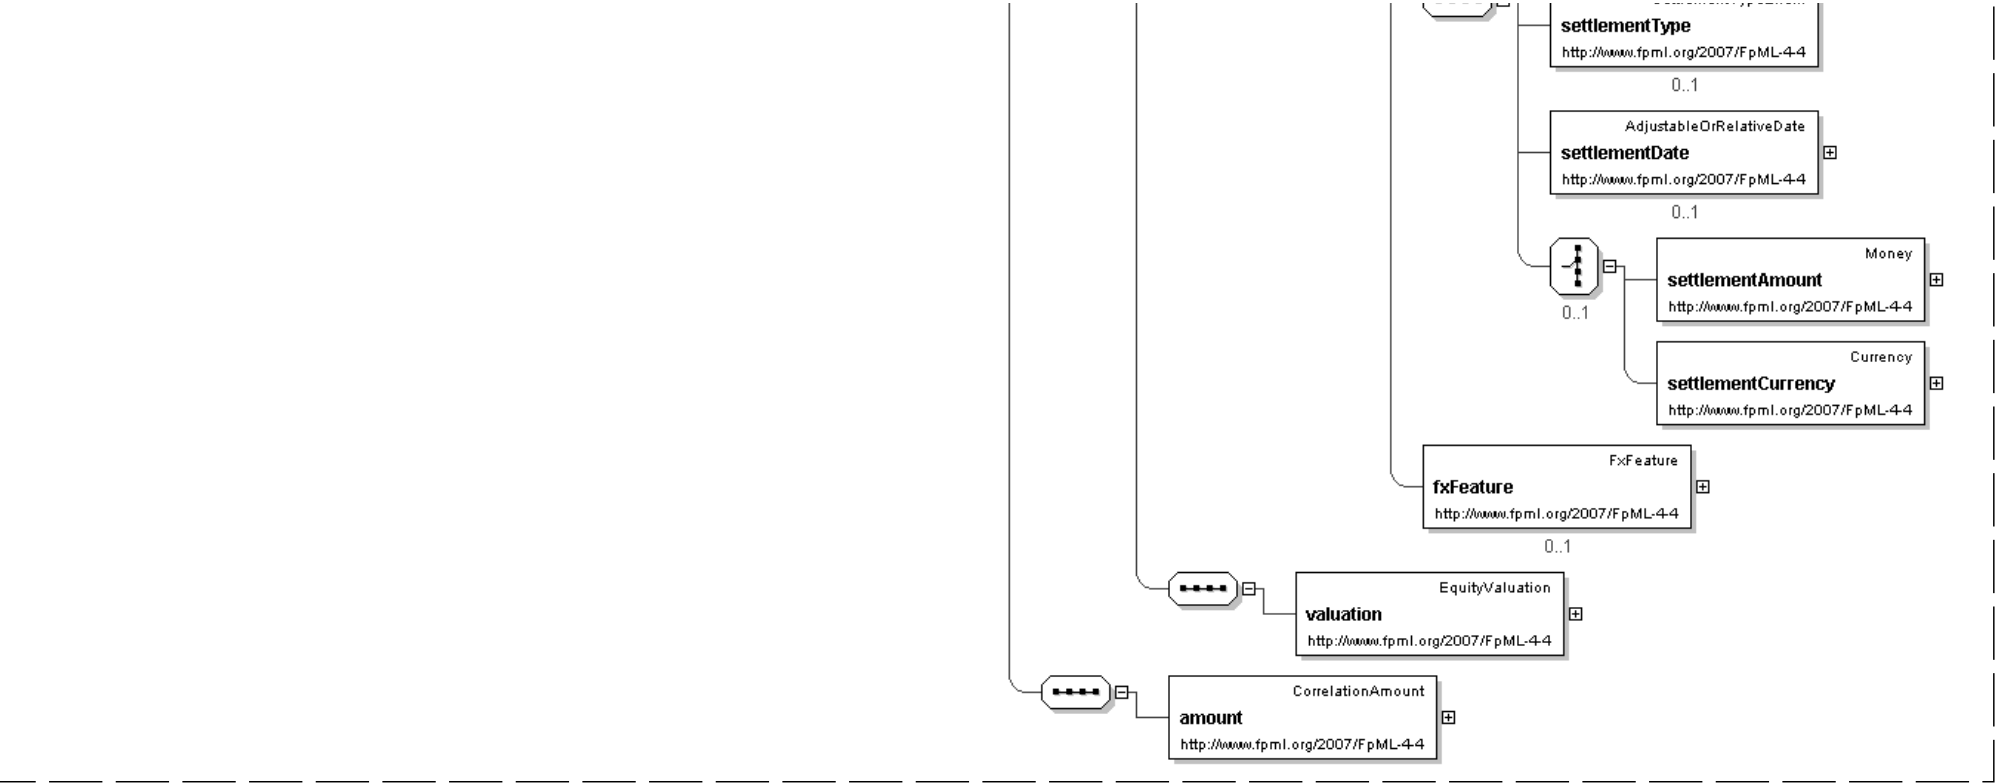 settlementType
http://www.fpml.org/2007/FpML-4-4
0..1
AdjustableOrRelativeDate
settlementDate
http://www.fpml.org/2007/FpML-4-4
0..1
Money
settlementAmount
http://www.fpml.org/2007/FpML-4-4
0..1
Currency
settlementCurrency
http://www.fpml.org/2007/FpML-4-4
FxFeature
fxFeature
http://www.fpml.org/2007/FpML-4-4
0..1
EquityValuation
valuation
http://www.fpml.org/2007/FpML-4-4
CorrelationAmount
amount
http://www.fpml.org/2007/FpML-4-4